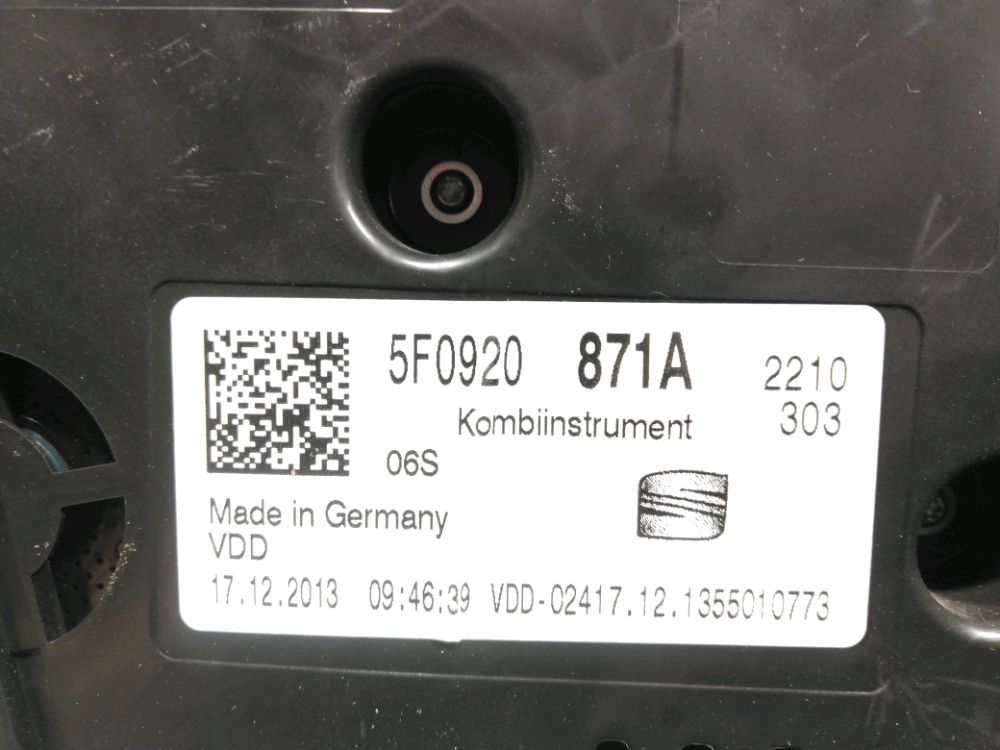 5F0920 871A 2210
303
Kombiinstrument
06S
Made in Germany
VDD
17.12.2013 09:46:39 VDD-02417.12.1355010773